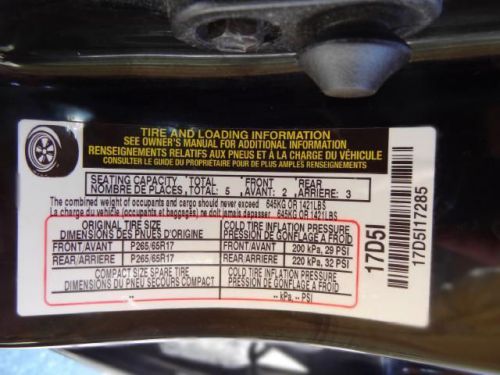 TIRE AND LOADING INFORMATION
SEE OWNER'S MANUAL FOR ADDITIONAL INFORMATION
RENSEIGNEMENTS RELATIFS AUX PNEUS ET À LA CHARGE DU VÉHICULE
CONSULTER LE GUIDE DU PROPRIÉTAIRE POUR DE PLUS AMPLES RENSEIGNEMENTS
SEATING CAPACITY TOTAL FRONT REAR
NOMBRE DE PLACES: TOTAL: 5 AVANT: 2 ARRIERE: 3
The combined weight of occupants and cargo should never exceed 645KG OR 1421LBS
La charge du véhicule (occupants et bagages) ne doit jamais depasser 645KG OR 1421LBS
ORIGINAL TIRE SIZE COLD TIRE INFLATION PRESSURE
DIMENSIONS DES PNEUS D'ORIGINE PRESSION DE GONFLAGE A FROID
FRONT/AVANT P265/65R17 200 kPa, 29 PSI
REAR/ARRIERE P265/65R17 220 kPa, 32 PSI
COMPACT SIZE SPARE TIRE COLD TIRE INFLATION PRESSURE
DIMENSIONS DU PNEU SECOURS COMPACT PRESSION DE GONFLAGE A FROID
-- -- kPa, -- PSI
17D5I
17D5I17285